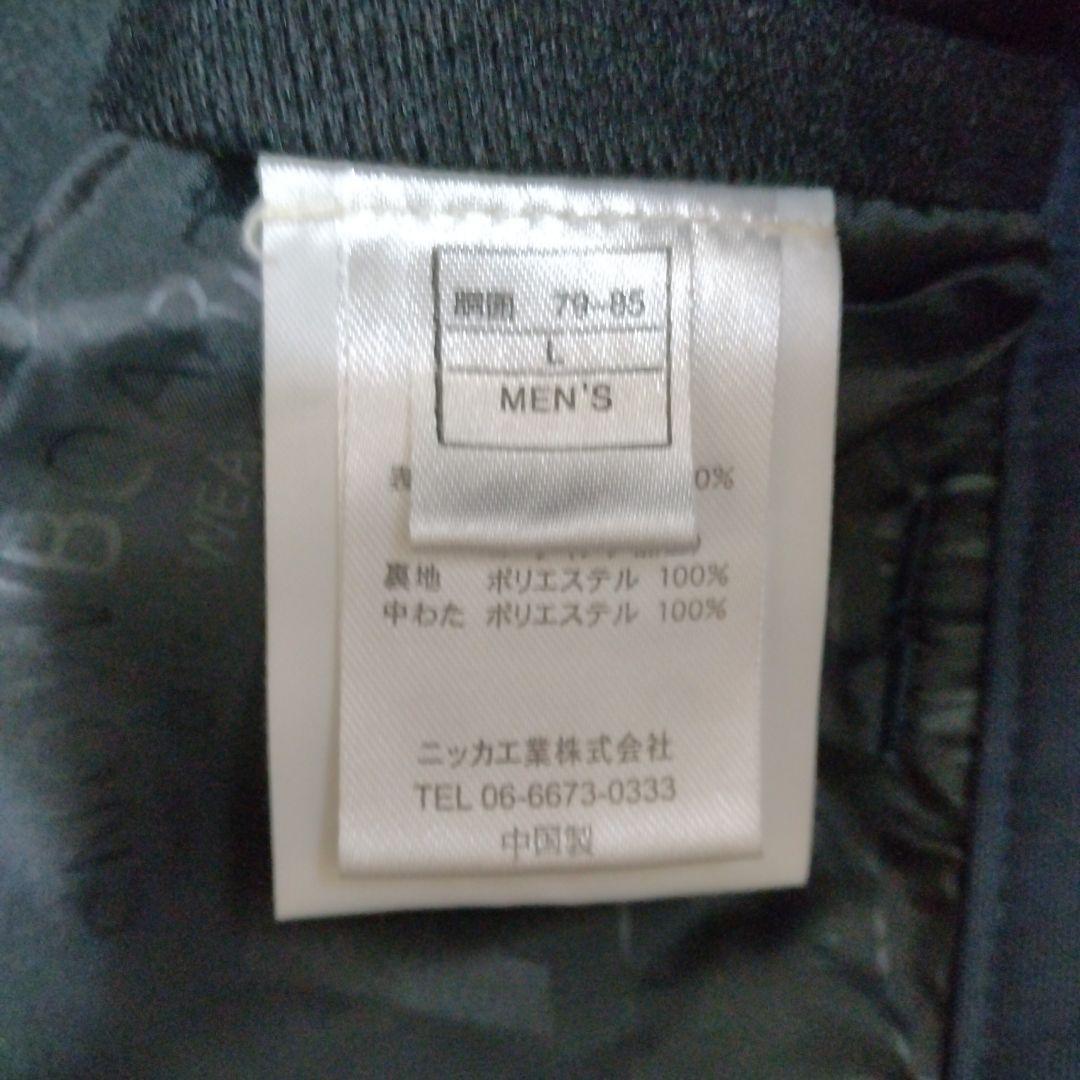 胴囲 79~85
L
MEN'S
表 0%
裏地 ポリエステル 100%
中わた ポリエステル 100%
ニッカ工業株式会社
TEL 06-6673-0333
中国製